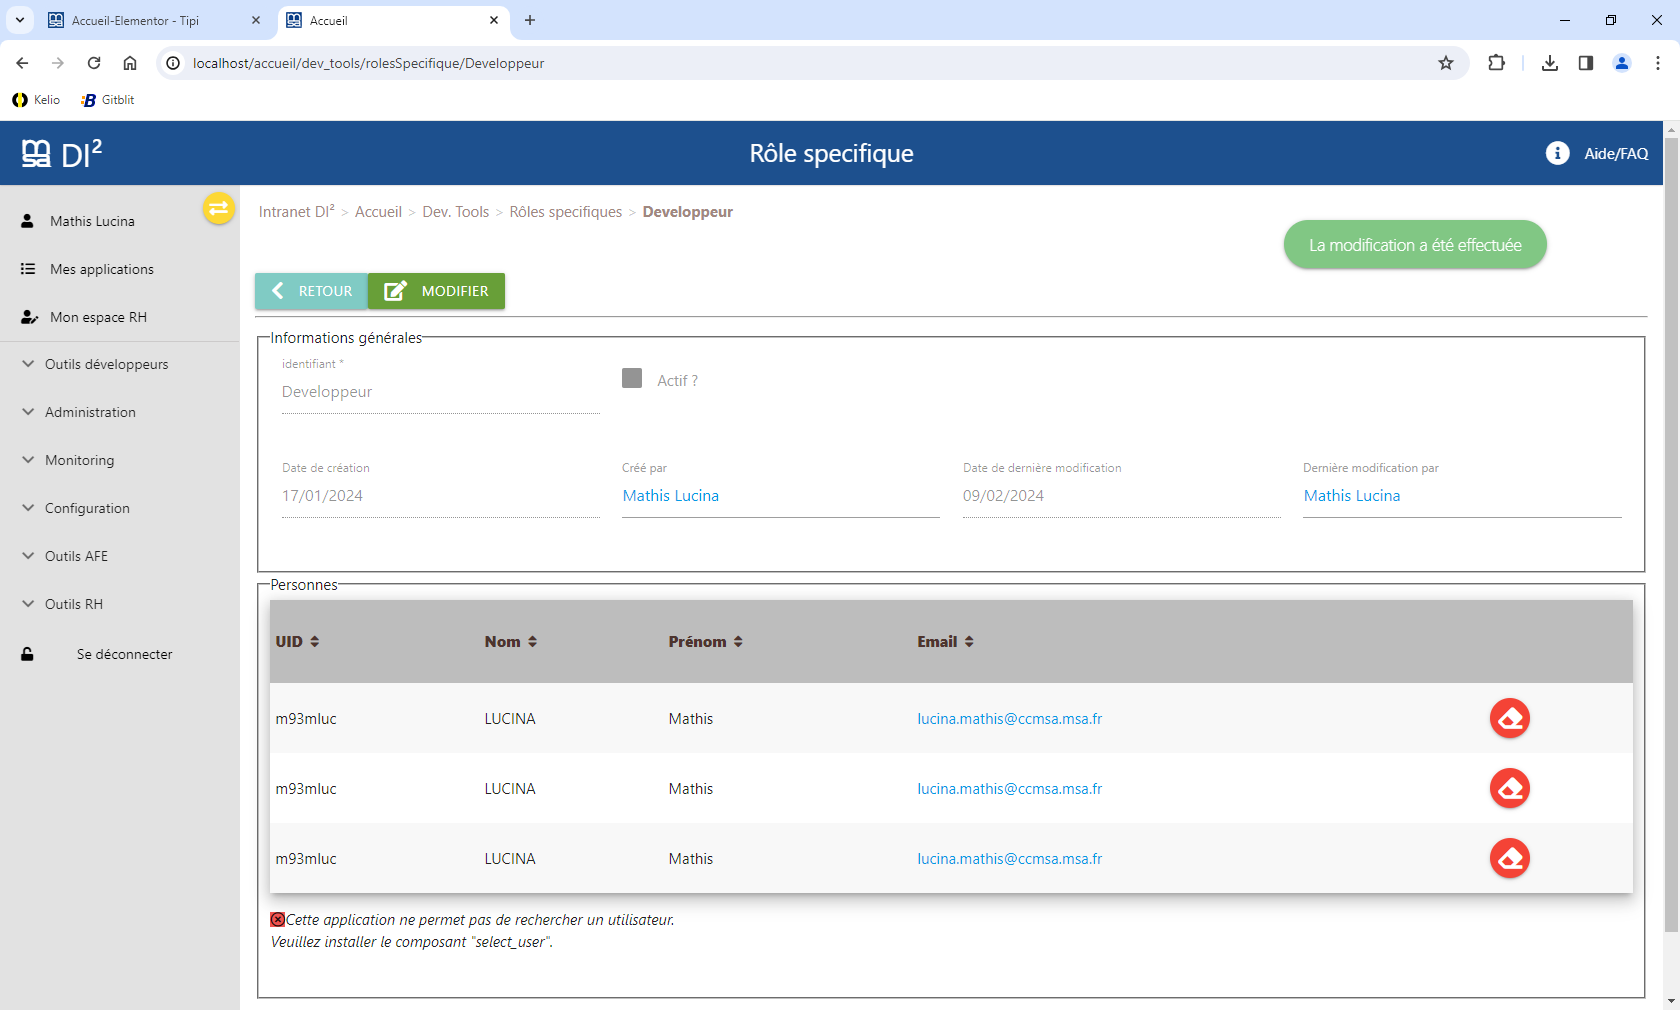 Accueil-Elementor - Tipi
Accueil
localhost/accueil/dev_tools/rolesSpecifique/Developpeur
Kelio
Gitblit
msa DI²
Rôle specifique
Aide/FAQ
Mathis Lucina
Mes applications
Mon espace RH
Outils développeurs
Administration
Monitoring
Configuration
Outils AFE
Outils RH
Se déconnecter
Intranet DI² > Accueil > Dev. Tools > Rôles specifiques > Developpeur
La modification a été effectuée
RETOUR
MODIFIER
Informations générales
identifiant *
Developpeur
Actif ?
Date de création
17/01/2024
Créé par
Mathis Lucina
Date de dernière modification
09/02/2024
Dernière modification par
Mathis Lucina
Personnes
UID Nom Prénom Email
m93mluc LUCINA Mathis lucina.mathis@ccmsa.msa.fr
m93mluc LUCINA Mathis lucina.mathis@ccmsa.msa.fr
m93mluc LUCINA Mathis lucina.mathis@ccmsa.msa.fr
Cette application ne permet pas de rechercher un utilisateur.
Veuillez installer le composant "select_user".